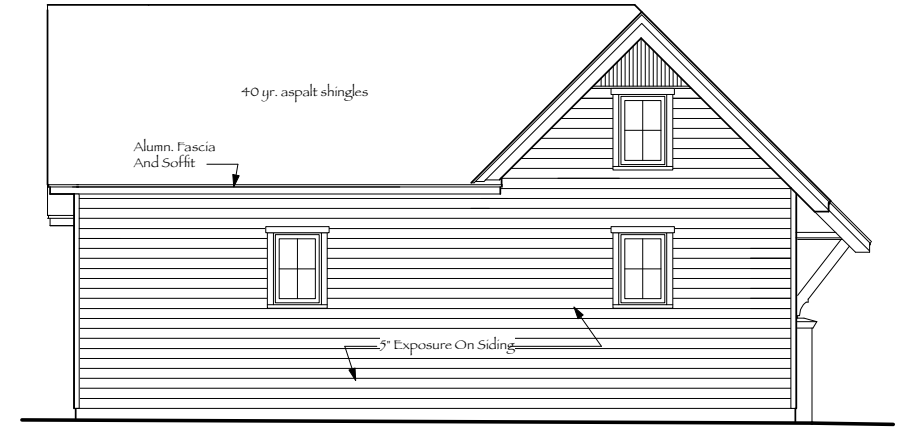 40 yr. aspalt shingles
Alumn. Fascia
And Soffit
5" Exposure On Siding